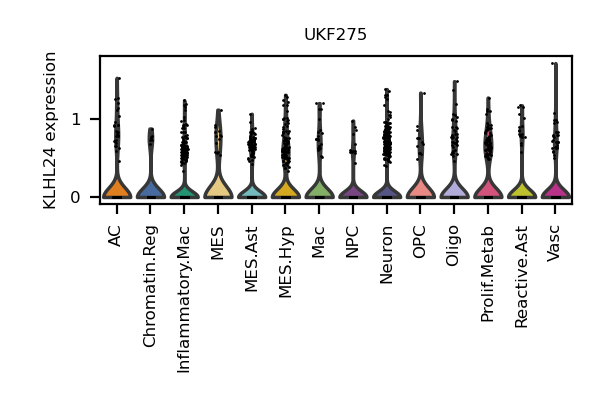 UKF275
KLHL24 expression
1
0
AC
Chromatin.Reg
Inflammatory.Mac
MES
MES.Ast
MES.Hyp
Mac
NPC
Neuron
OPC
Oligo
Prolif.Metab
Reactive.Ast
Vasc